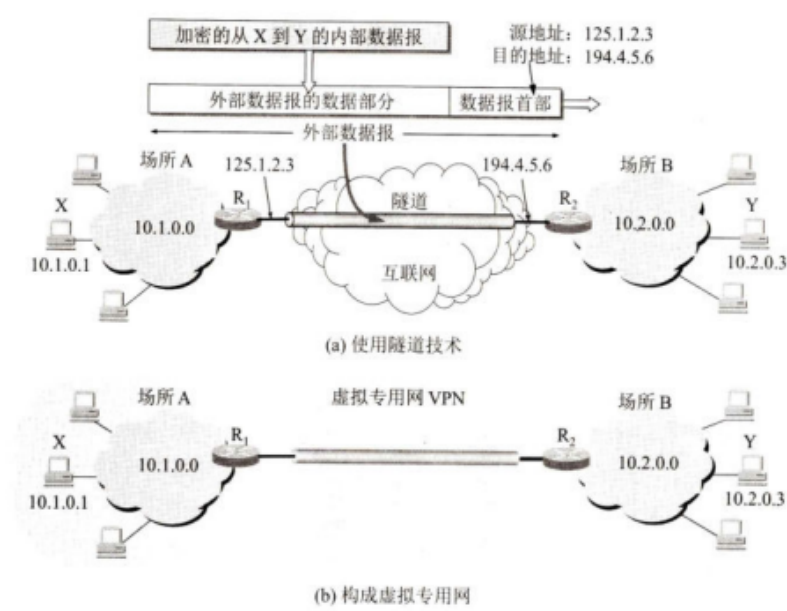 加密的从 X 到 Y 的内部数据报
源地址：125.1.2.3
目的地址：194.4.5.6
外部数据报的数据部分
数据报首部
外部数据报
场所 A
125.1.2.3
194.4.5.6
场所 B
X
R1
隧道
R2
Y
10.1.0.0
10.2.0.0
10.1.0.1
互联网
10.2.0.3
(a) 使用隧道技术
场所 A
虚拟专用网 VPN
场所 B
X
R1
R2
Y
10.1.0.0
10.2.0.0
10.1.0.1
10.2.0.3
(b) 构成虚拟专用网